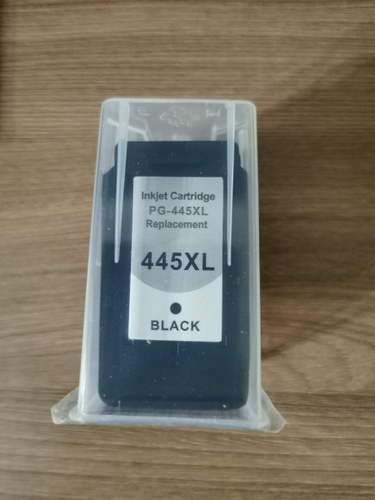 Inkjet Cartridge
PG-445XL
Replacement
445XL
BLACK